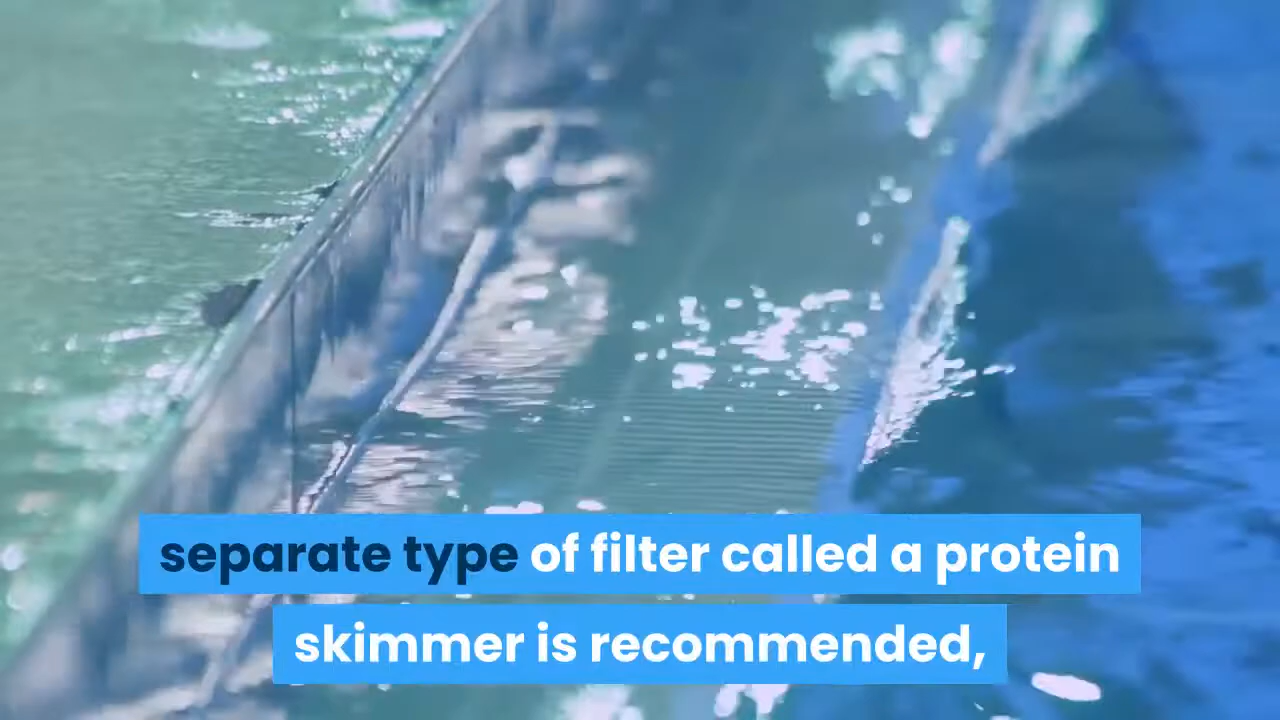 separate type of filter called a protein
skimmer is recommended,